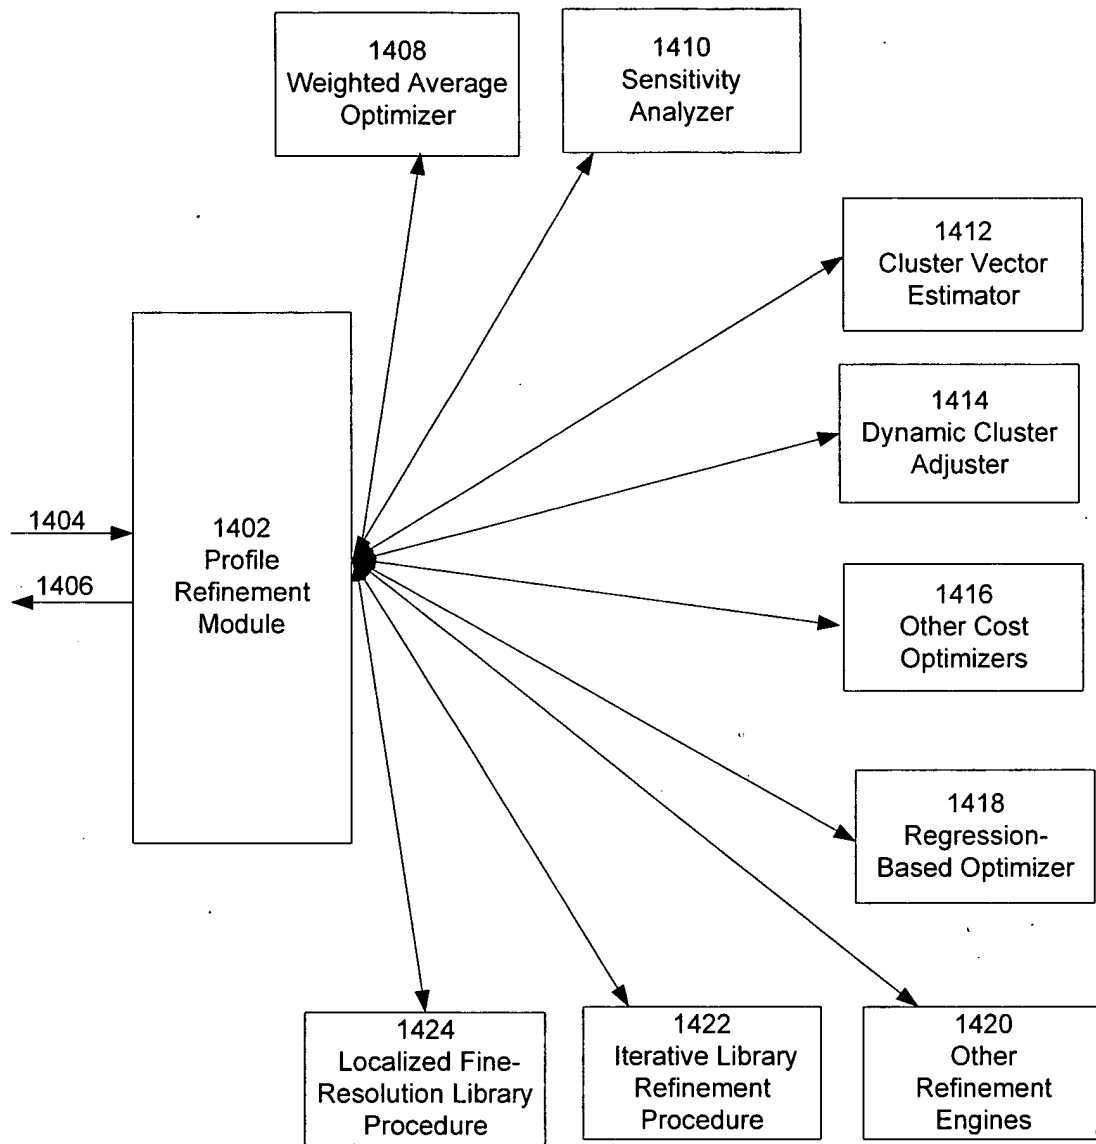 1408
Weighted Average
Optimizer
1410
Sensitivity
Analyzer
1412
Cluster Vector
Estimator
1414
Dynamic Cluster
Adjuster
1404
1406
1402
Profile
Refinement
Module
1416
Other Cost
Optimizers
1418
Regression-
Based Optimizer
1424
Localized Fine-
Resolution Library
Procedure
1422
Iterative Library
Refinement
Procedure
1420
Other
Refinement
Engines